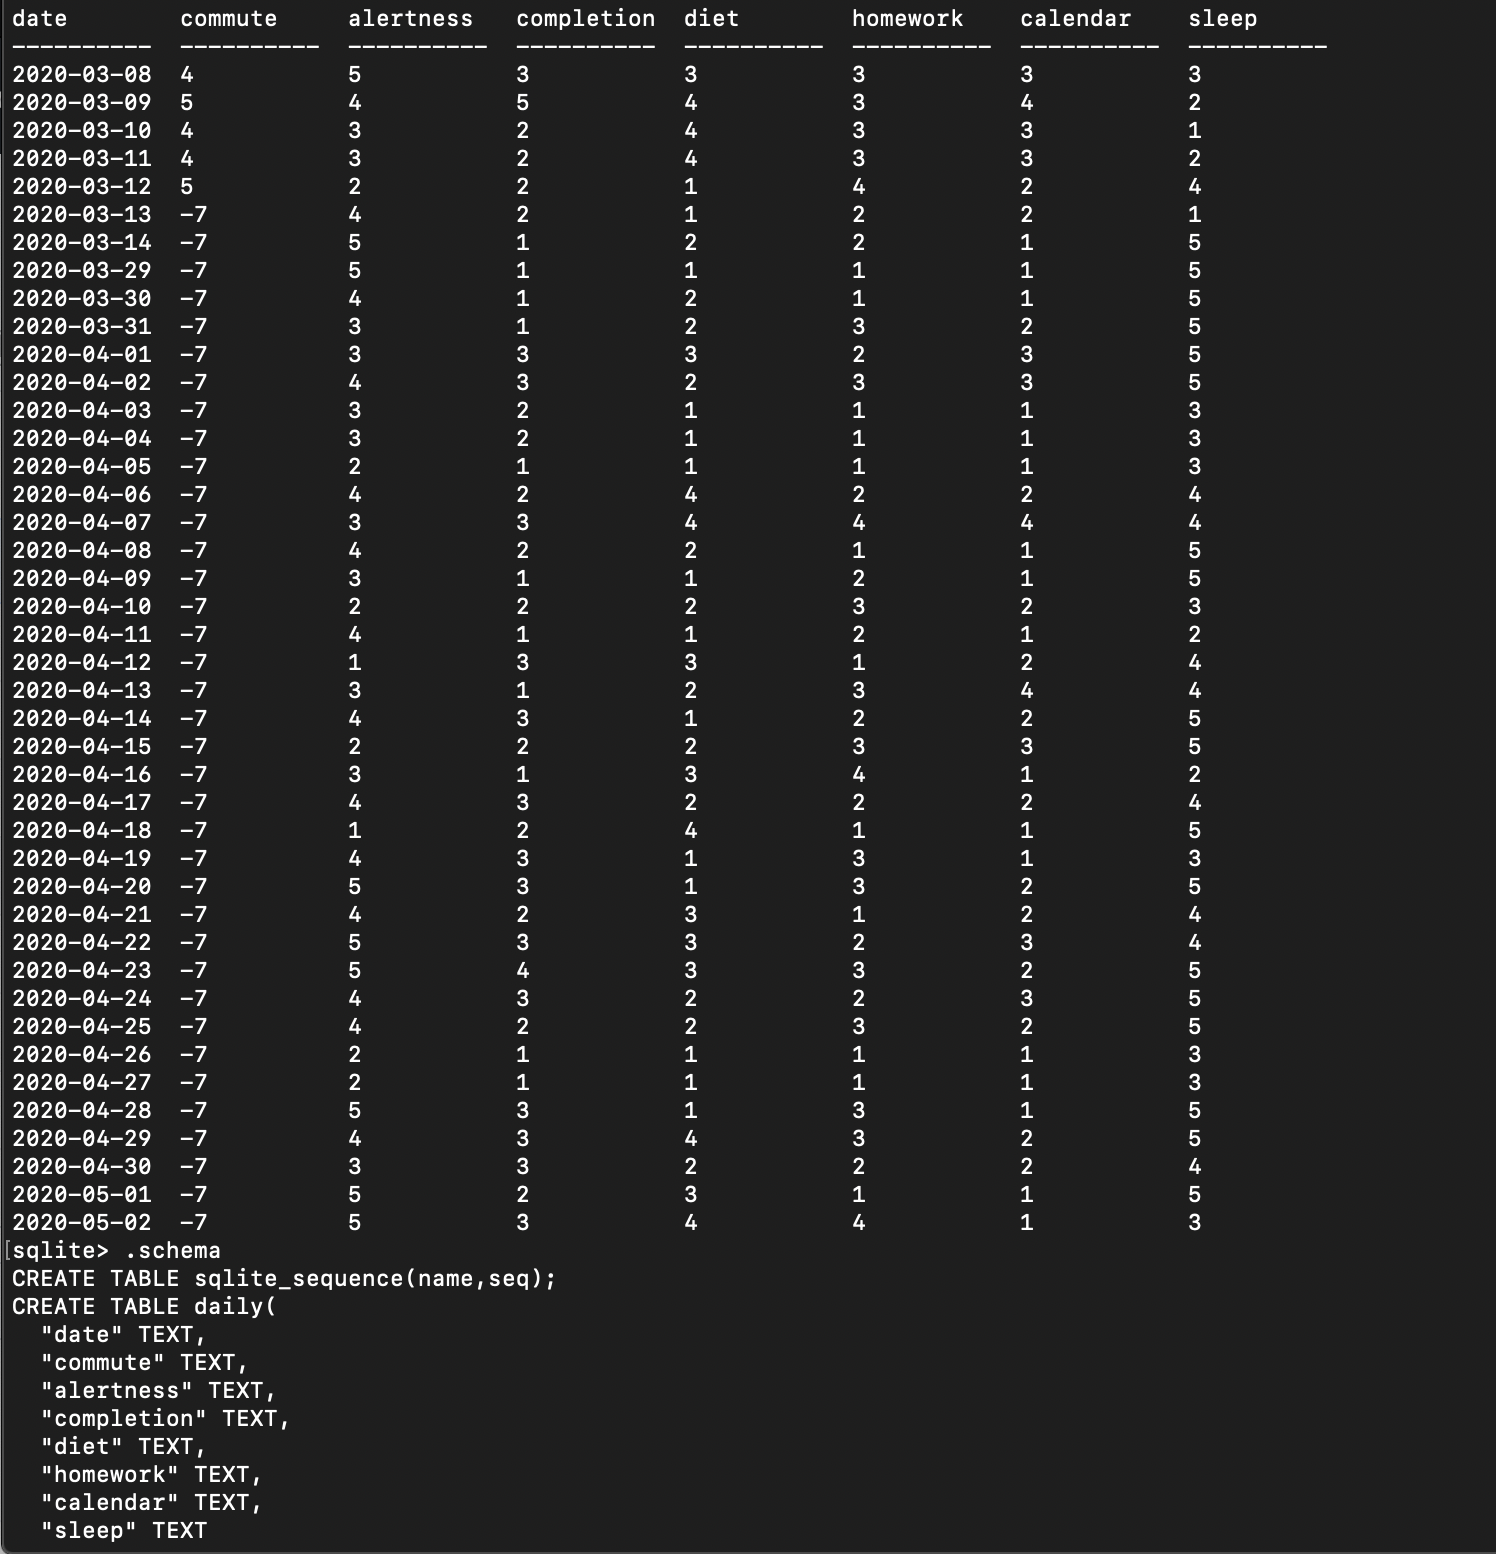 date        commute     alertness   completion  diet        homework    calendar    sleep
----------  ----------  ----------  ----------  ----------  ----------  ----------  ----------
2020-03-08  4           5           3           3           3           3           3
2020-03-09  5           4           5           4           3           4           2
2020-03-10  4           3           2           4           3           3           1
2020-03-11  4           3           2           4           3           3           2
2020-03-12  5           2           2           1           4           2           4
2020-03-13  -7          4           2           1           2           2           1
2020-03-14  -7          5           1           2           2           1           5
2020-03-29  -7          5           1           1           1           1           5
2020-03-30  -7          4           1           2           1           1           5
2020-03-31  -7          3           1           2           3           2           5
2020-04-01  -7          3           3           3           2           3           5
2020-04-02  -7          4           3           2           3           3           5
2020-04-03  -7          3           2           1           1           1           3
2020-04-04  -7          3           2           1           1           1           3
2020-04-05  -7          2           1           1           1           1           3
2020-04-06  -7          4           2           4           2           2           4
2020-04-07  -7          3           3           4           4           4           4
2020-04-08  -7          4           2           2           1           1           5
2020-04-09  -7          3           1           1           2           1           5
2020-04-10  -7          2           2           2           3           2           3
2020-04-11  -7          4           1           1           2           1           2
2020-04-12  -7          1           3           3           1           2           4
2020-04-13  -7          3           1           2           3           4           4
2020-04-14  -7          4           3           1           2           2           5
2020-04-15  -7          2           2           2           3           3           5
2020-04-16  -7          3           1           3           4           1           2
2020-04-17  -7          4           3           2           2           2           4
2020-04-18  -7          1           2           4           1           1           5
2020-04-19  -7          4           3           1           3           1           3
2020-04-20  -7          5           3           1           3           2           5
2020-04-21  -7          4           2           3           1           2           4
2020-04-22  -7          5           3           3           2           3           4
2020-04-23  -7          5           4           3           3           2           5
2020-04-24  -7          4           3           2           2           3           5
2020-04-25  -7          4           2           2           3           2           5
2020-04-26  -7          2           1           1           1           1           3
2020-04-27  -7          2           1           1           1           1           3
2020-04-28  -7          5           3           1           3           1           5
2020-04-29  -7          4           3           4           3           2           5
2020-04-30  -7          3           3           2           2           2           4
2020-05-01  -7          5           2           3           1           1           5
2020-05-02  -7          5           3           4           4           1           3
[sqlite> .schema
CREATE TABLE sqlite_sequence(name,seq);
CREATE TABLE daily(
  "date" TEXT,
  "commute" TEXT,
  "alertness" TEXT,
  "completion" TEXT,
  "diet" TEXT,
  "homework" TEXT,
  "calendar" TEXT,
  "sleep" TEXT